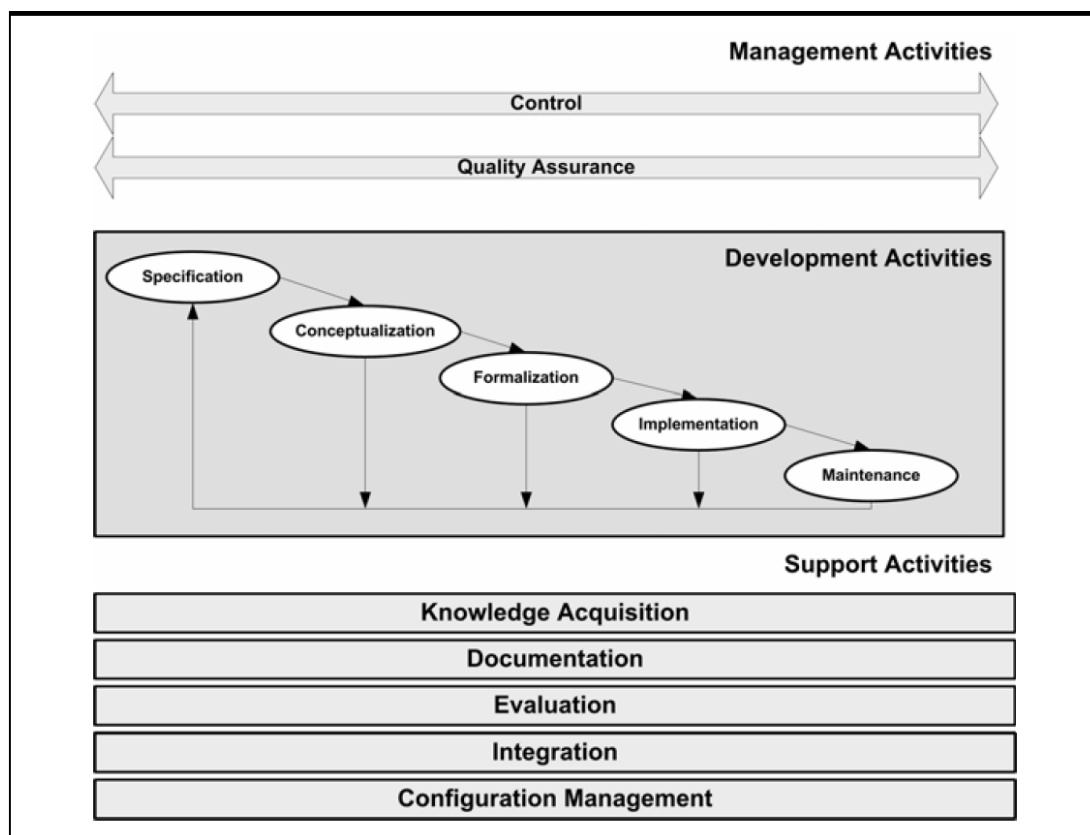 Management Activities
Control
Quality Assurance
Development Activities
Specification
Conceptualization
Formalization
Implementation
Maintenance
Support Activities
Knowledge Acquisition
Documentation
Evaluation
Integration
Configuration Management